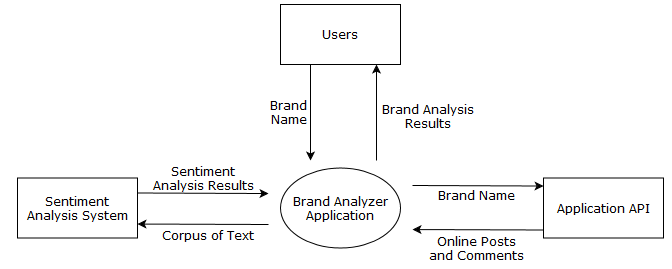 Users
Brand
Name
Brand Analysis
Results
Sentiment
Analysis Results
Sentiment
Analysis System
Corpus of Text
Brand Analyzer
Application
Brand Name
Application API
Online Posts
and Comments